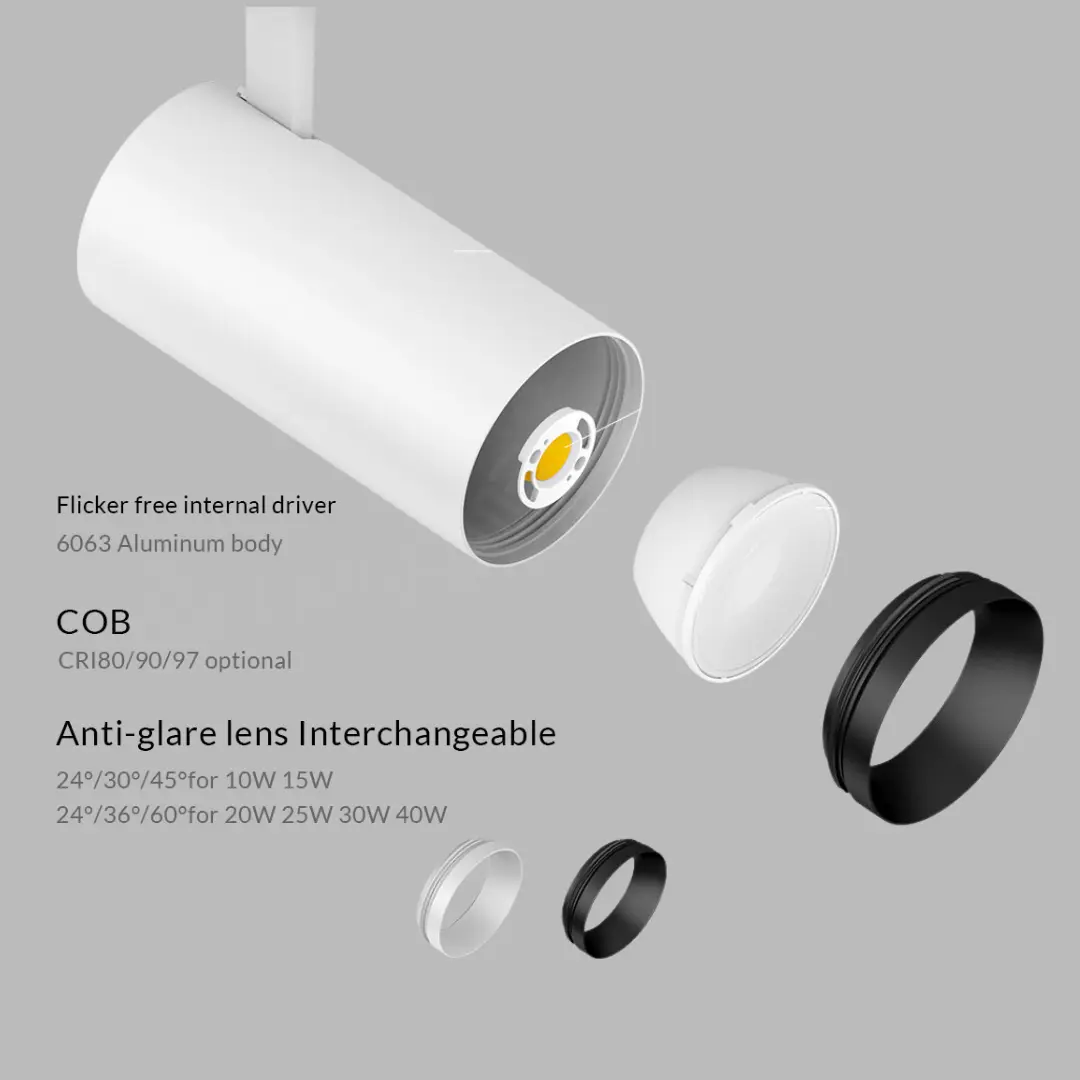 Flicker free internal driver
6063 Aluminum body
COB
CRI80/90/97 optional
Anti-glare lens Interchangeable
24°/30°/45°for 10W 15W
24°/36°/60°for 20W 25W 30W 40W